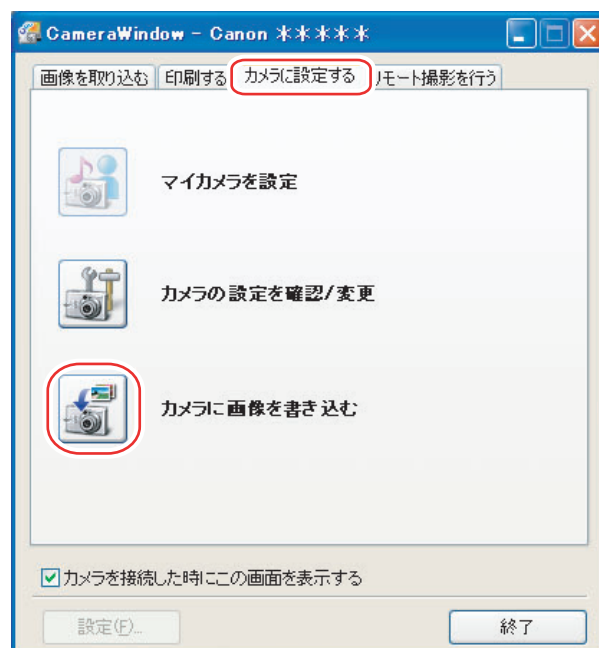 CameraWindow - Canon *****
画像を取り込む 印刷する カメラに設定する リモート撮影を行う
マイカメラを設定
カメラの設定を確認/変更
カメラに画像を書き込む
カメラを接続した時にこの画面を表示する
設定(F)... 終了